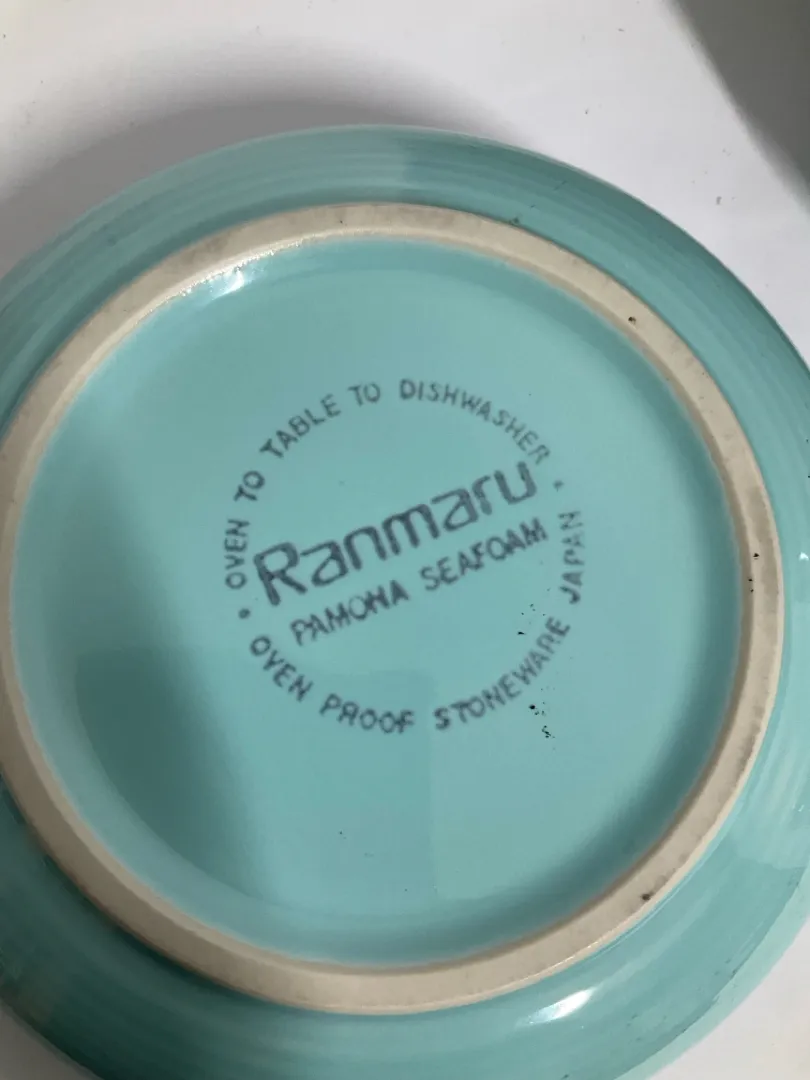 OVEN TO TABLE TO DISHWASHER
Ranmaru
PAMONA SEAFOAM
OVEN PROOF STONEWARE JAPAN